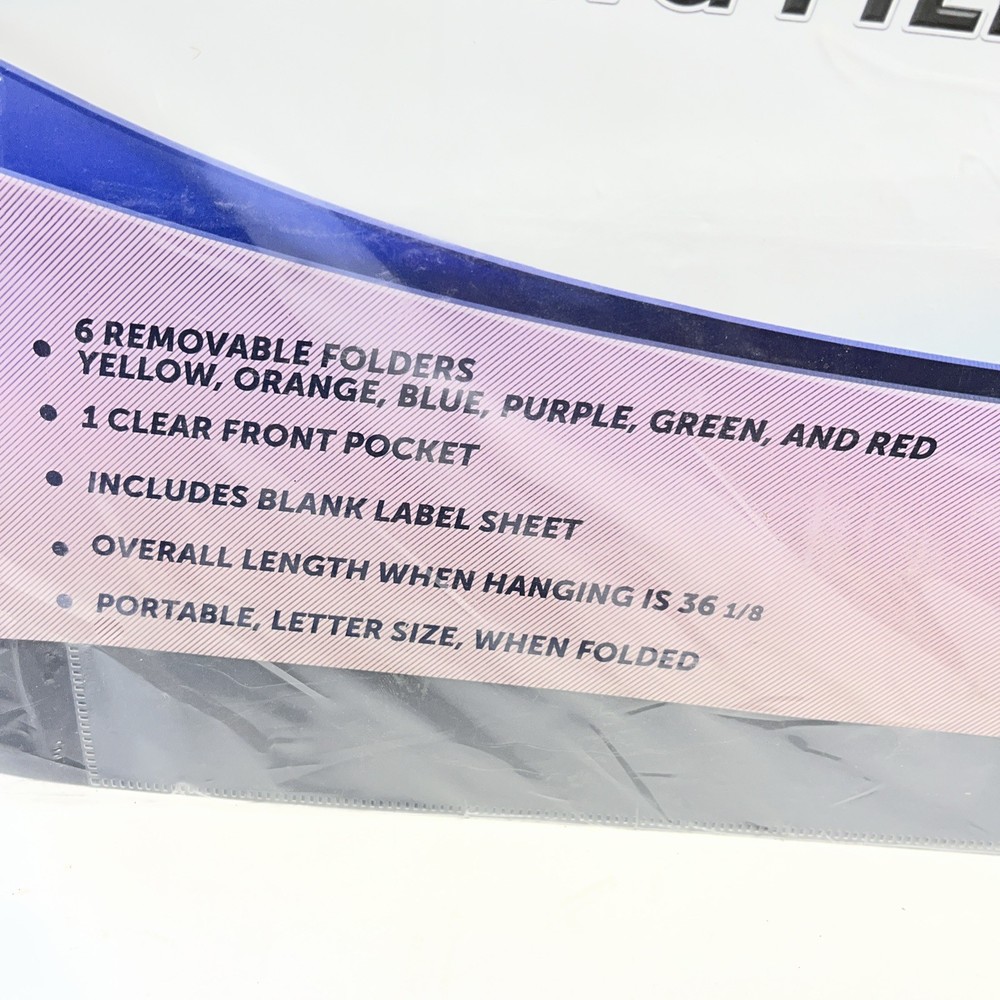 6 REMOVABLE FOLDERS
YELLOW, ORANGE, BLUE, PURPLE, GREEN, AND RED
1 CLEAR FRONT POCKET
INCLUDES BLANK LABEL SHEET
OVERALL LENGTH WHEN HANGING IS 36 1/8
PORTABLE, LETTER SIZE, WHEN FOLDED